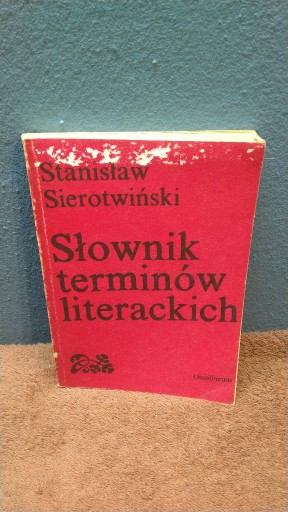 Stanisław
Sierotwiński
Słownik
terminów
literackich
Ossolineum